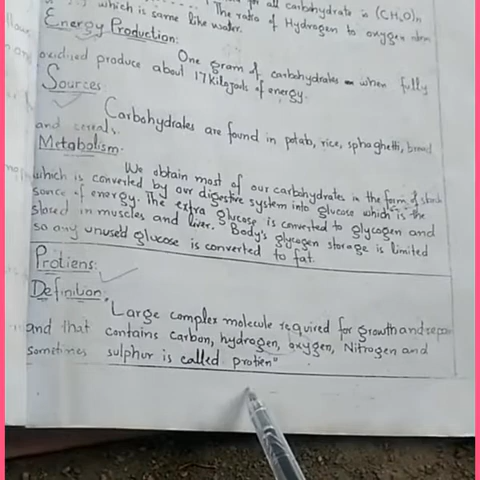 for all carbohydrate is (CH2O)n
The ratio of Hydrogen to oxygen atom
which is same like water.
Energy Production:
One gram of carbohydrates when fully
oxidised produce about 17 kilojouls of energy.
Sources
Carbohydrates are found in potato, rice, sphaghetti, bread
and cereals.
Metabolism.
We obtain most of our carbohydrates in the form of starch
which is converted by our digestive system into glucose which is the
source of energy. The extra glucose is converted to glycogen and
stored in muscles and liver. Body's glycogen storage is limited
so any unused glucose is converted to fat.
Protiens:
Definition:
"Large complex molecule required for growth and repair
and that contains carbon, hydrogen, oxygen, Nitrogen and
sometimes sulphur is called protien"